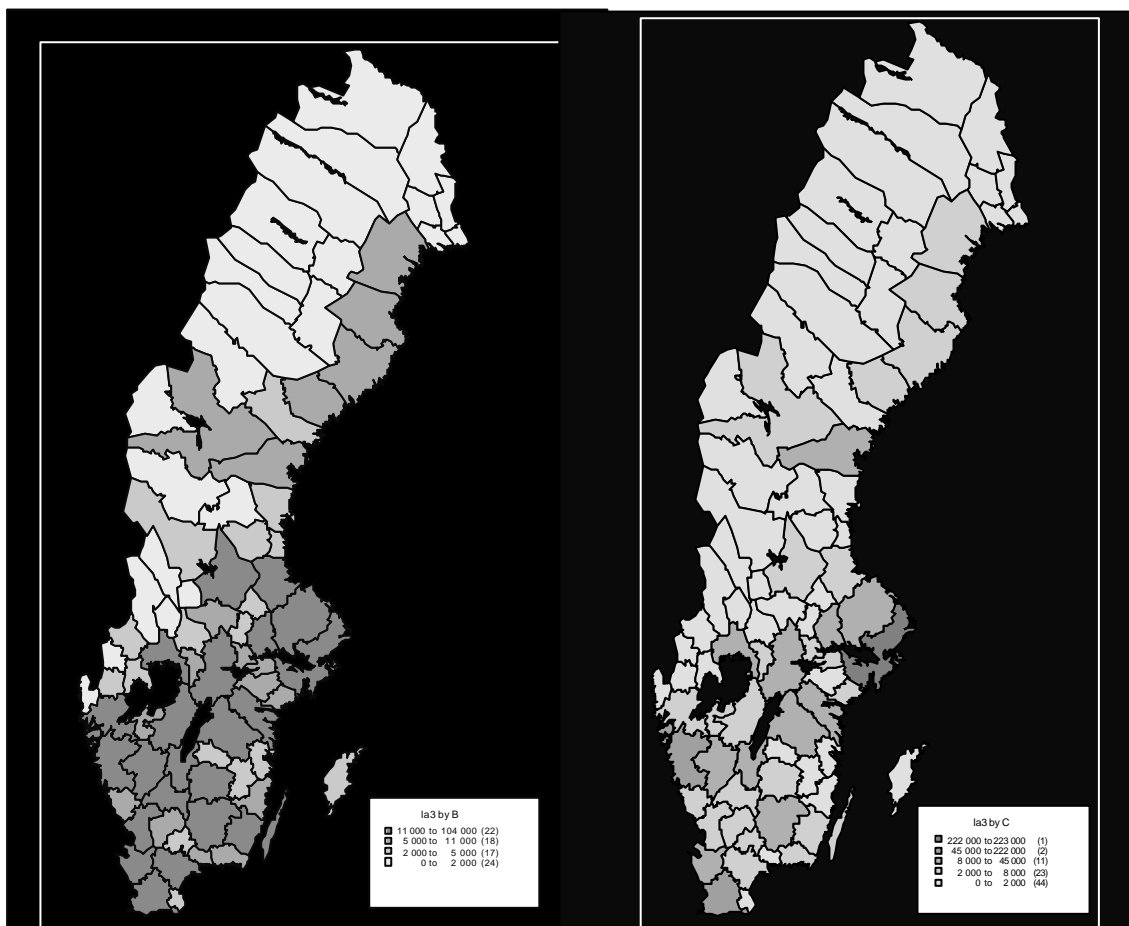 la3 by B
11 000 to 104 000 (22)
5 000 to 11 000 (18)
2 000 to 5 000 (17)
0 to 2 000 (24)
la3 by C
222 000 to 223 000 (1)
45 000 to 222 000 (2)
8 000 to 45 000 (11)
2 000 to 8 000 (23)
0 to 2 000 (44)